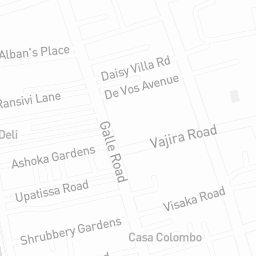 Alban's Place
Daisy Villa Rd
De Vos Avenue
Ransivi Lane
Deli
Galle Road
Vajira Road
Ashoka Gardens
Upatissa Road
Visaka Road
Shrubbery Gardens
Casa Colombo
Road